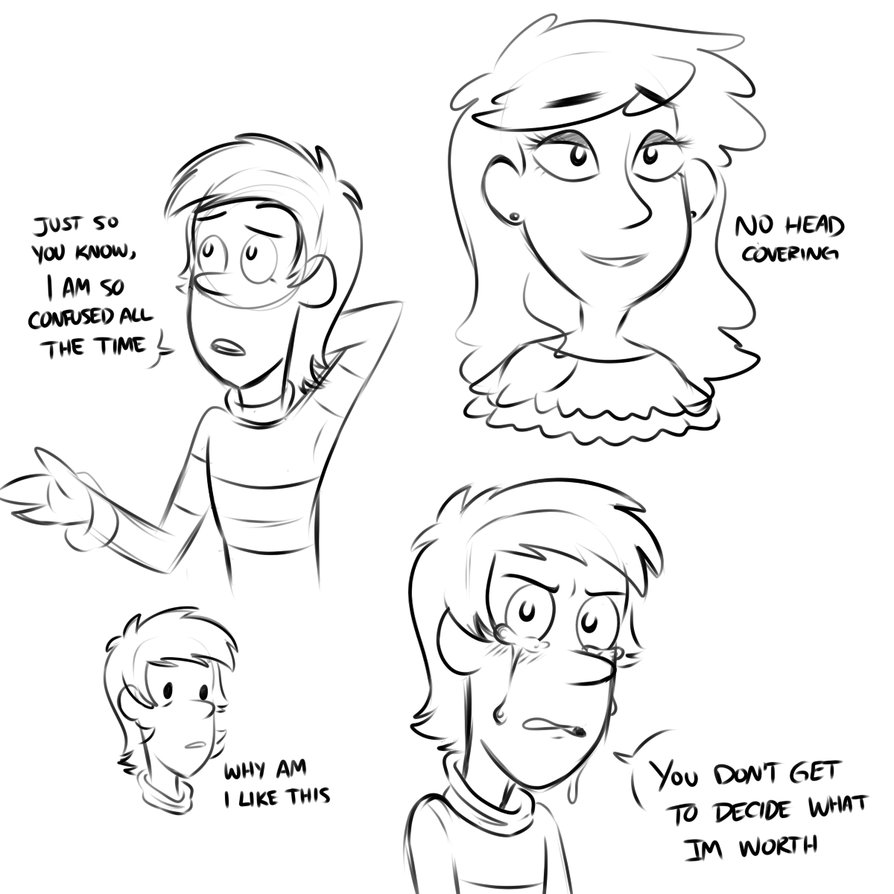 JUST SO
YOU KNOW,
I AM SO
CONFUSED ALL
THE TIME
NO HEAD
COVERING
WHY AM
I LIKE THIS
YOU DON'T GET
TO DECIDE WHAT
IM WORTH